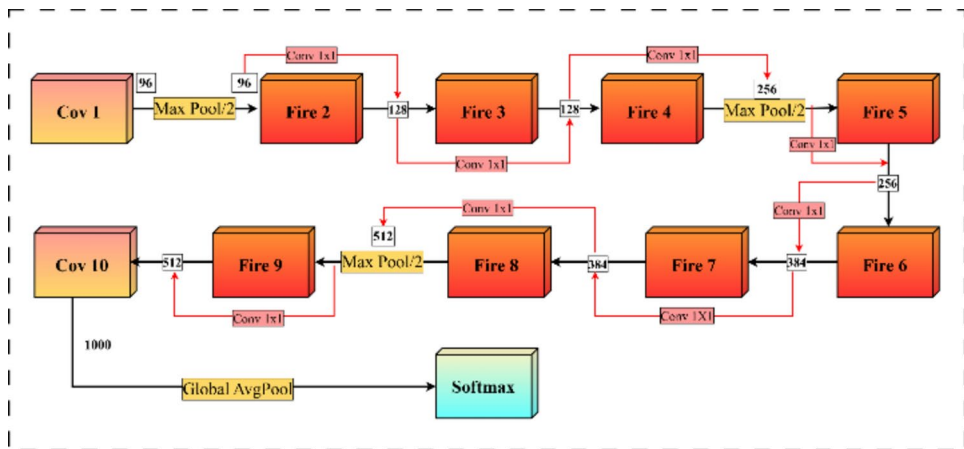 Conv 1x1
Conv 1x1
96
96
256
Cov 1
Max Pool/2
Fire 2
128
Fire 3
128
Fire 4
Max Pool/2
Fire 5
Conv 1x1
Conv 1x1
256
Conv 1x1
Conv 1x1
512
512
Cov 10
Fire 9
Max Pool/2
Fire 8
384
Fire 7
384
Fire 6
Conv 1x1
Conv 1X1
1000
Global AvgPool
Softmax